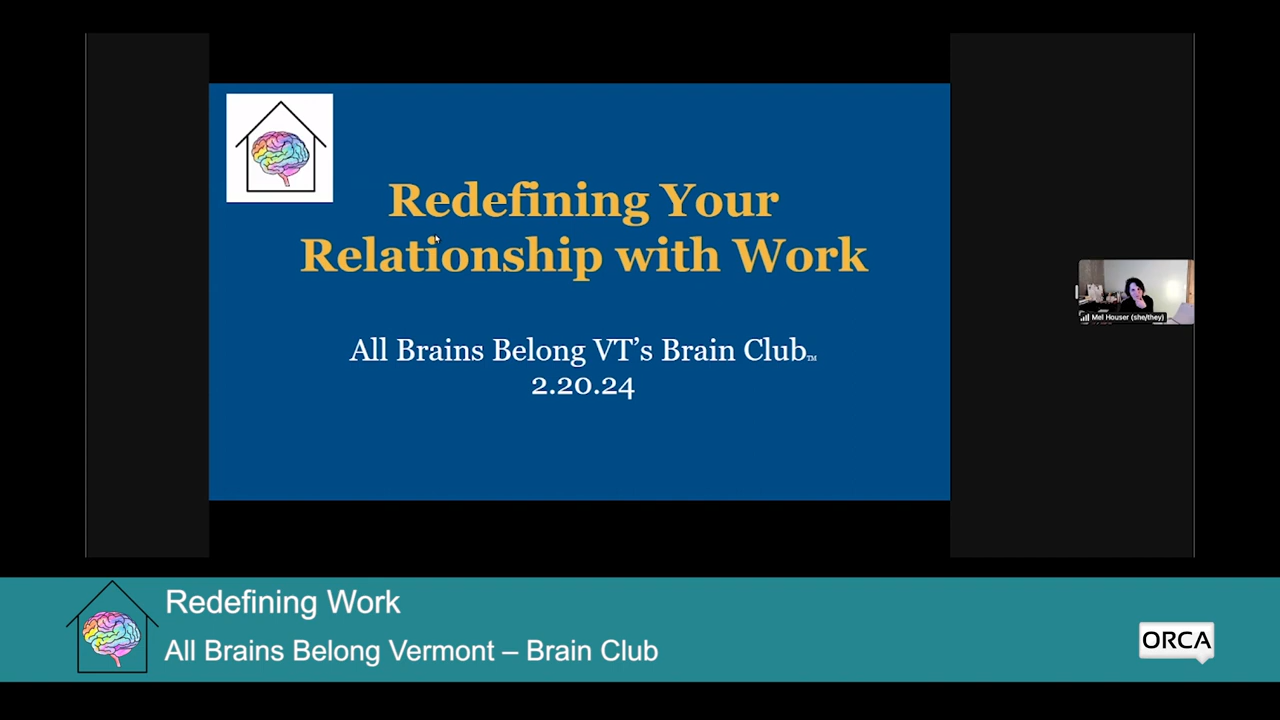 Redefining Your
Relationship with Work
All Brains Belong VT’s Brain Club™
2.20.24
Mel Houser (she/they)
Redefining Work
All Brains Belong Vermont – Brain Club
ORCA